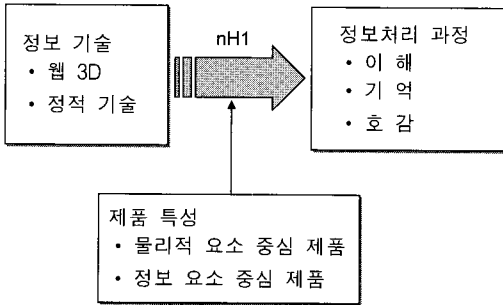 정보 기술
• 웹 3D
• 정적 기술
nH1
정보처리 과정
• 이 해
• 기 억
• 호 감
제품 특성
• 물리적 요소 중심 제품
• 정보 요소 중심 제품